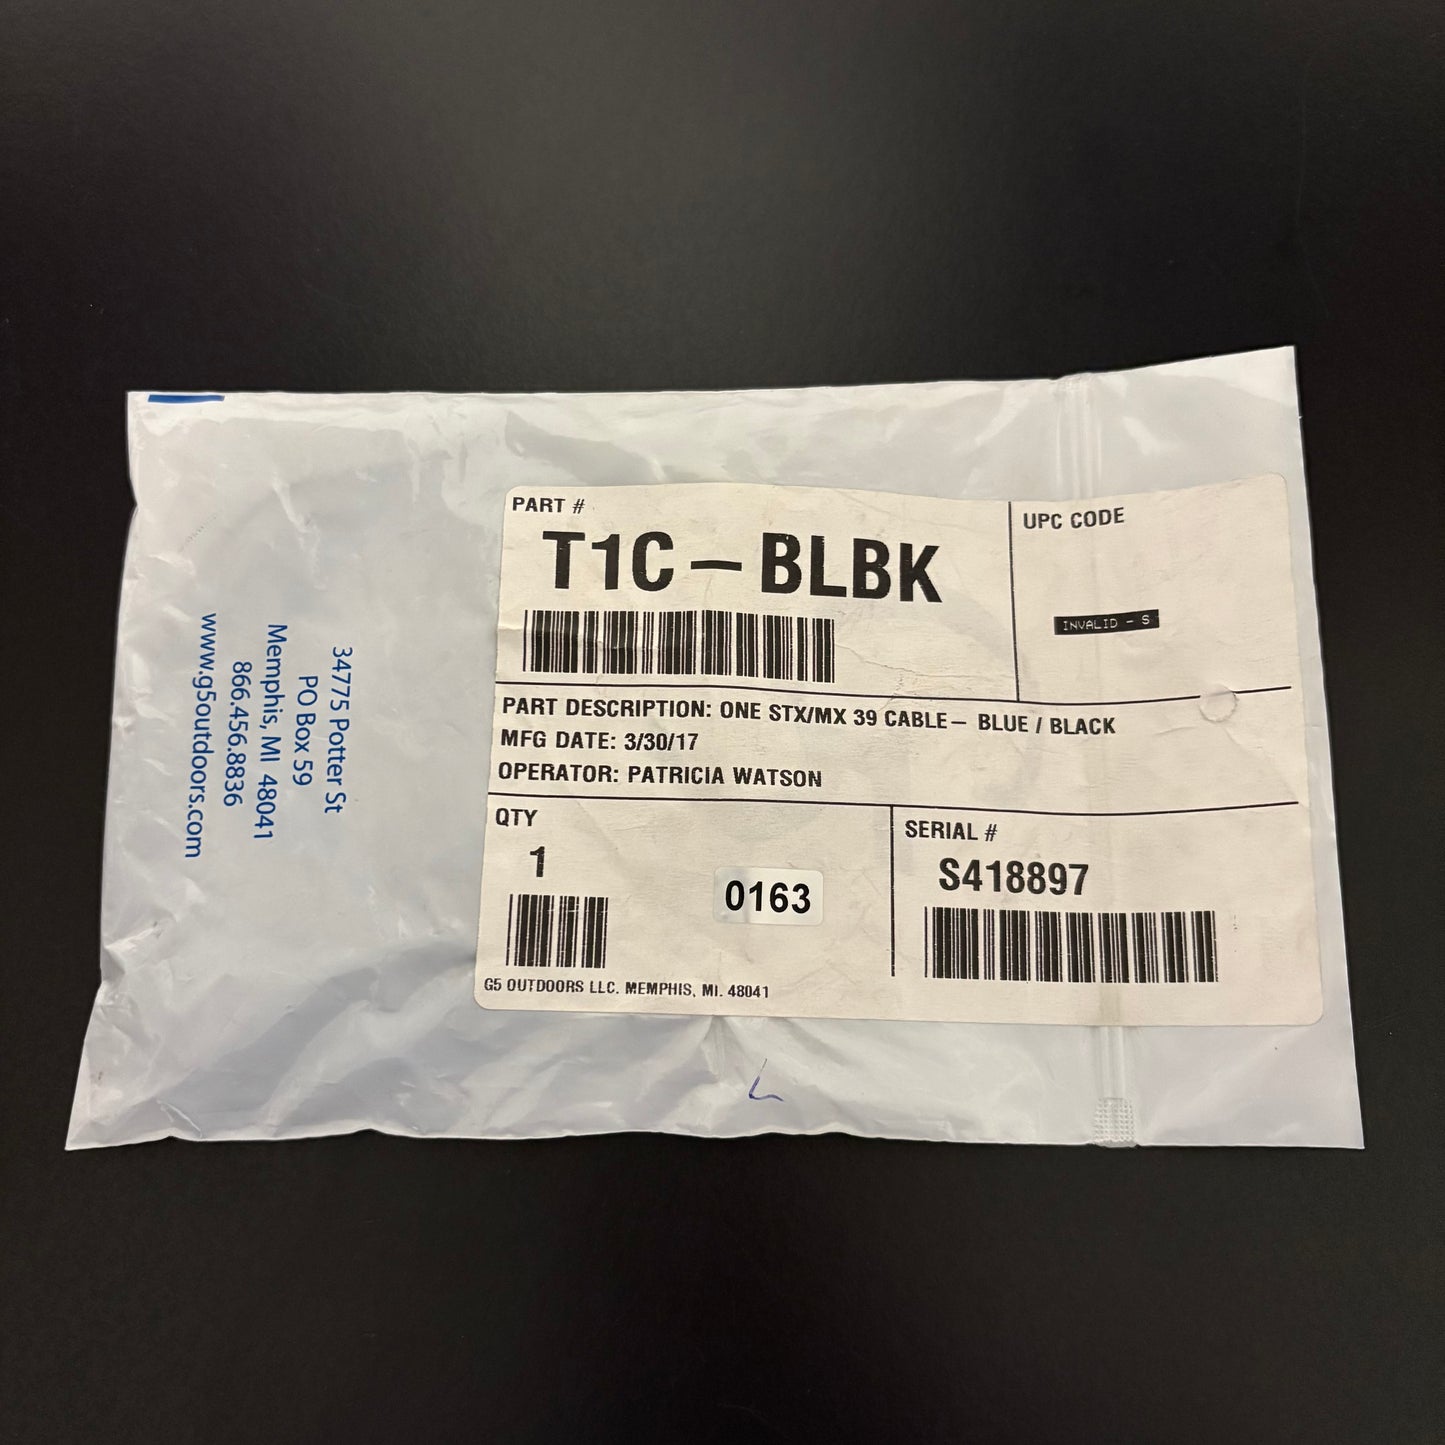 34775 Potter St
PO Box 59
Memphis, MI 48041
866.456.8836
www.g5outdoors.com
PART #
T1C – BLBK
UPC CODE
INVALID - S
PART DESCRIPTION: ONE STX/MX 39 CABLE– BLUE / BLACK
MFG DATE: 3/30/17
OPERATOR: PATRICIA WATSON
QTY
1
0163
SERIAL #
S418897
G5 OUTDOORS LLC. MEMPHIS, MI. 48041